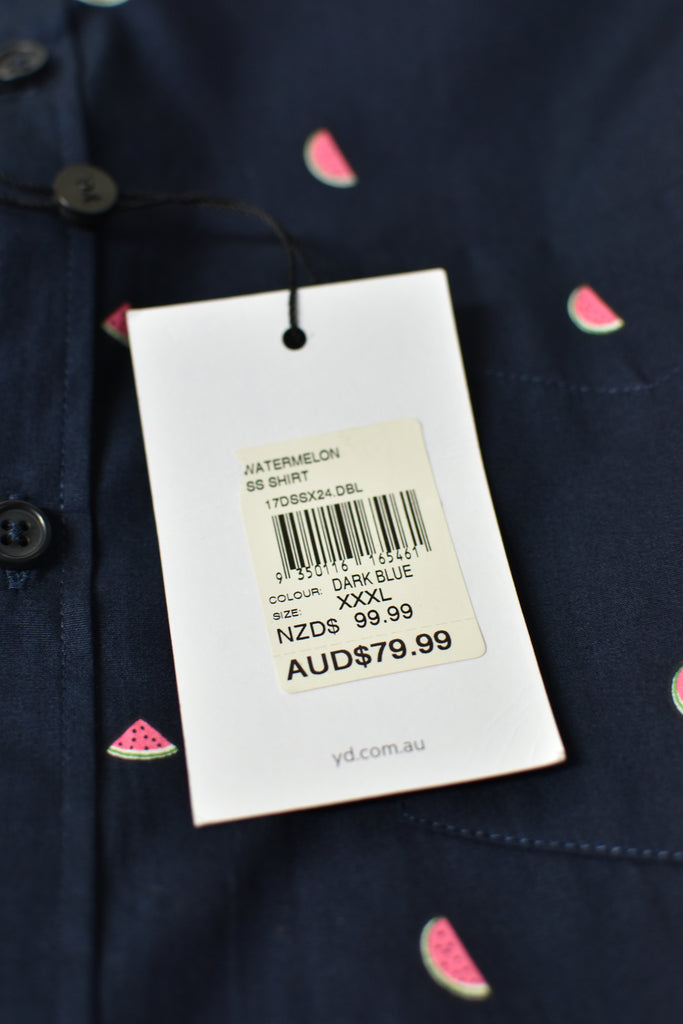 WATERMELON
SS SHIRT
17DSSX24.DBL
9 350116 165461
COLOUR: DARK BLUE
SIZE: XXXL
NZD$ 99.99
AUD$79.99
yd.com.au